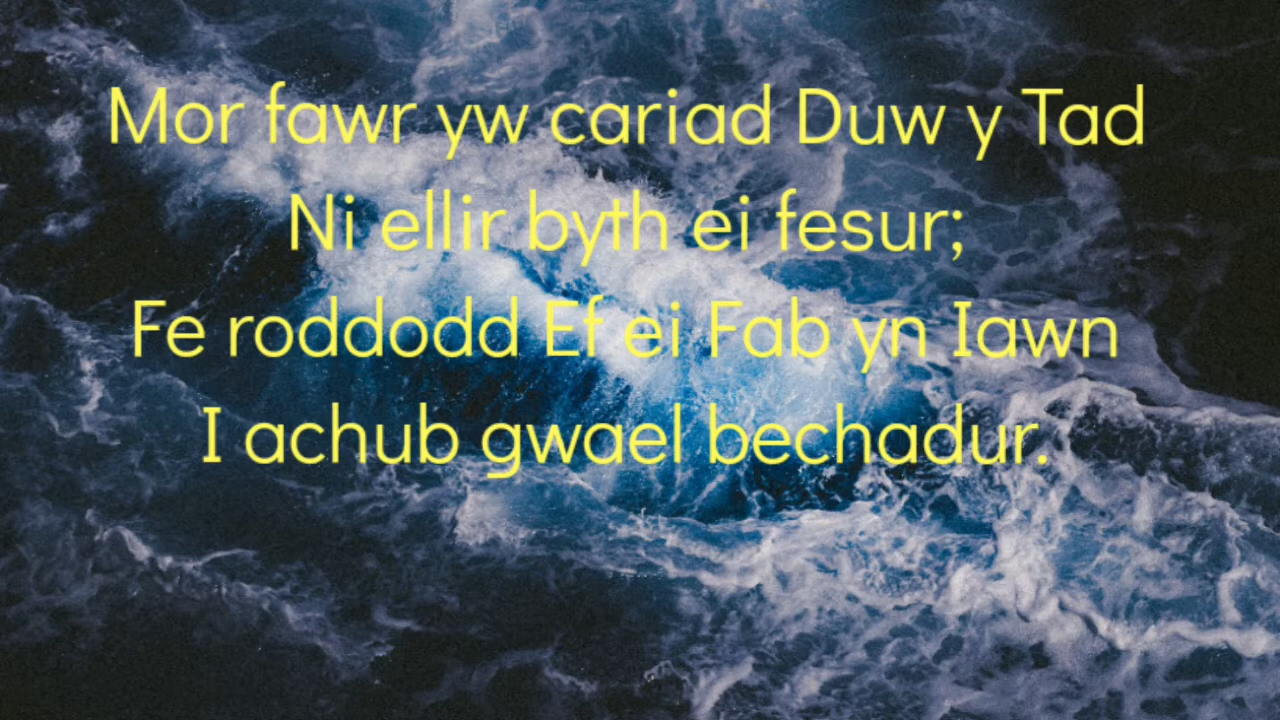 Mor fawr yw cariad Duw y Tad
Ni ellir byth ei fesur;
Fe roddodd Ef ei Fab yn Iawn
I achub gwael bechadur.